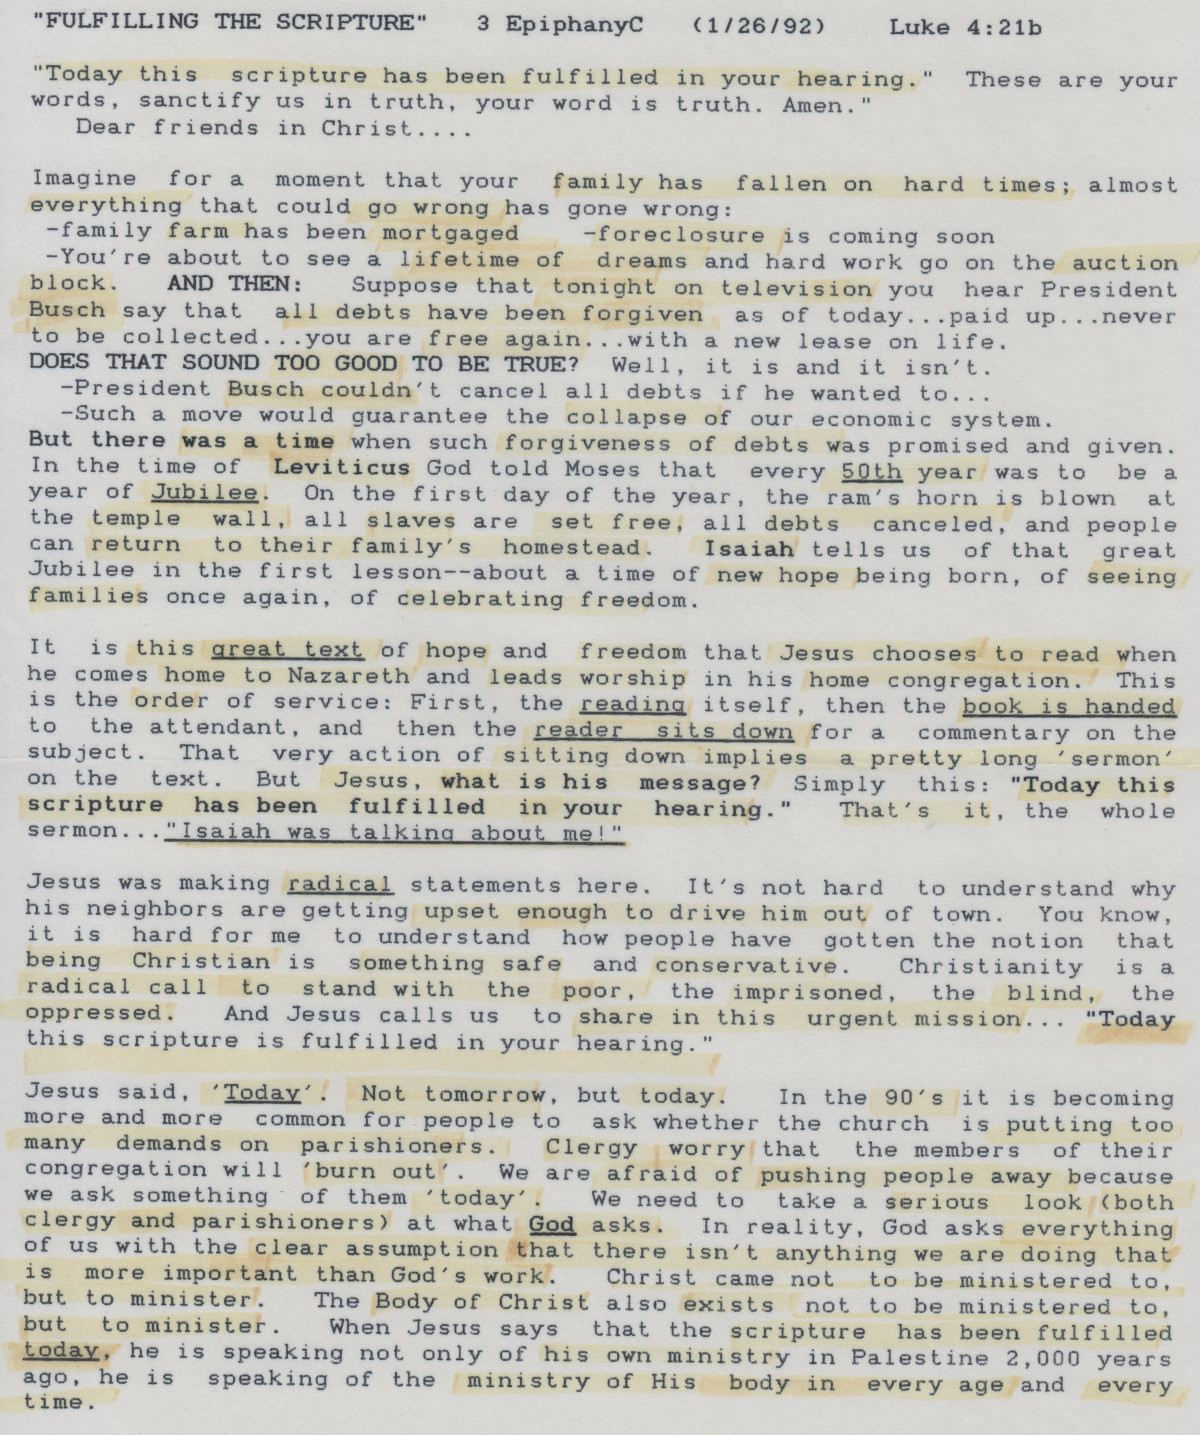 "FULFILLING THE SCRIPTURE" 3 EpiphanyC (1/26/92) Luke 4:21b
"Today this scripture has been fulfilled in your hearing." These are your
words, sanctify us in truth, your word is truth. Amen."
Dear friends in Christ....
Imagine for a moment that your family has fallen on hard times; almost
everything that could go wrong has gone wrong:
-family farm has been mortgaged -foreclosure is coming soon
-You're about to see a lifetime of dreams and hard work go on the auction
block. AND THEN: Suppose that tonight on television you hear President
Busch say that all debts have been forgiven as of today...paid up...never
to be collected...you are free again...with a new lease on life.
DOES THAT SOUND TOO GOOD TO BE TRUE? Well, it is and it isn't.
-President Busch couldn't cancel all debts if he wanted to...
-Such a move would guarantee the collapse of our economic system.
But there was a time when such forgiveness of debts was promised and given.
In the time of Leviticus God told Moses that every 50th year was to be a
year of Jubilee. On the first day of the year, the ram's horn is blown at
the temple wall, all slaves are set free, all debts canceled, and people
can return to their family's homestead. Isaiah tells us of that great
Jubilee in the first lesson--about a time of new hope being born, of seeing
families once again, of celebrating freedom.
It is this great text of hope and freedom that Jesus chooses to read when
he comes home to Nazareth and leads worship in his home congregation. This
is the order of service: First, the reading itself, then the book is handed
to the attendant, and then the reader sits down for a commentary on the
subject. That very action of sitting down implies a pretty long 'sermon'
on the text. But Jesus, what is his message? Simply this: "Today this
scripture has been fulfilled in your hearing." That's it, the whole
sermon..."Isaiah was talking about me!"
Jesus was making radical statements here. It's not hard to understand why
his neighbors are getting upset enough to drive him out of town. You know,
it is hard for me to understand how people have gotten the notion that
being Christian is something safe and conservative. Christianity is a
radical call to stand with the poor, the imprisoned, the blind, the
oppressed. And Jesus calls us to share in this urgent mission... "Today
this scripture is fulfilled in your hearing."
Jesus said, 'Today'. Not tomorrow, but today. In the 90's it is becoming
more and more common for people to ask whether the church is putting too
many demands on parishioners. Clergy worry that the members of their
congregation will 'burn out'. We are afraid of pushing people away because
we ask something of them 'today'. We need to take a serious look (both
clergy and parishioners) at what God asks. In reality, God asks everything
of us with the clear assumption that there isn't anything we are doing that
is more important than God's work. Christ came not to be ministered to,
but to minister. The Body of Christ also exists not to be ministered to,
but to minister. When Jesus says that the scripture has been fulfilled
today, he is speaking not only of his own ministry in Palestine 2,000 years
ago, he is speaking of the ministry of His body in every age and every
time.